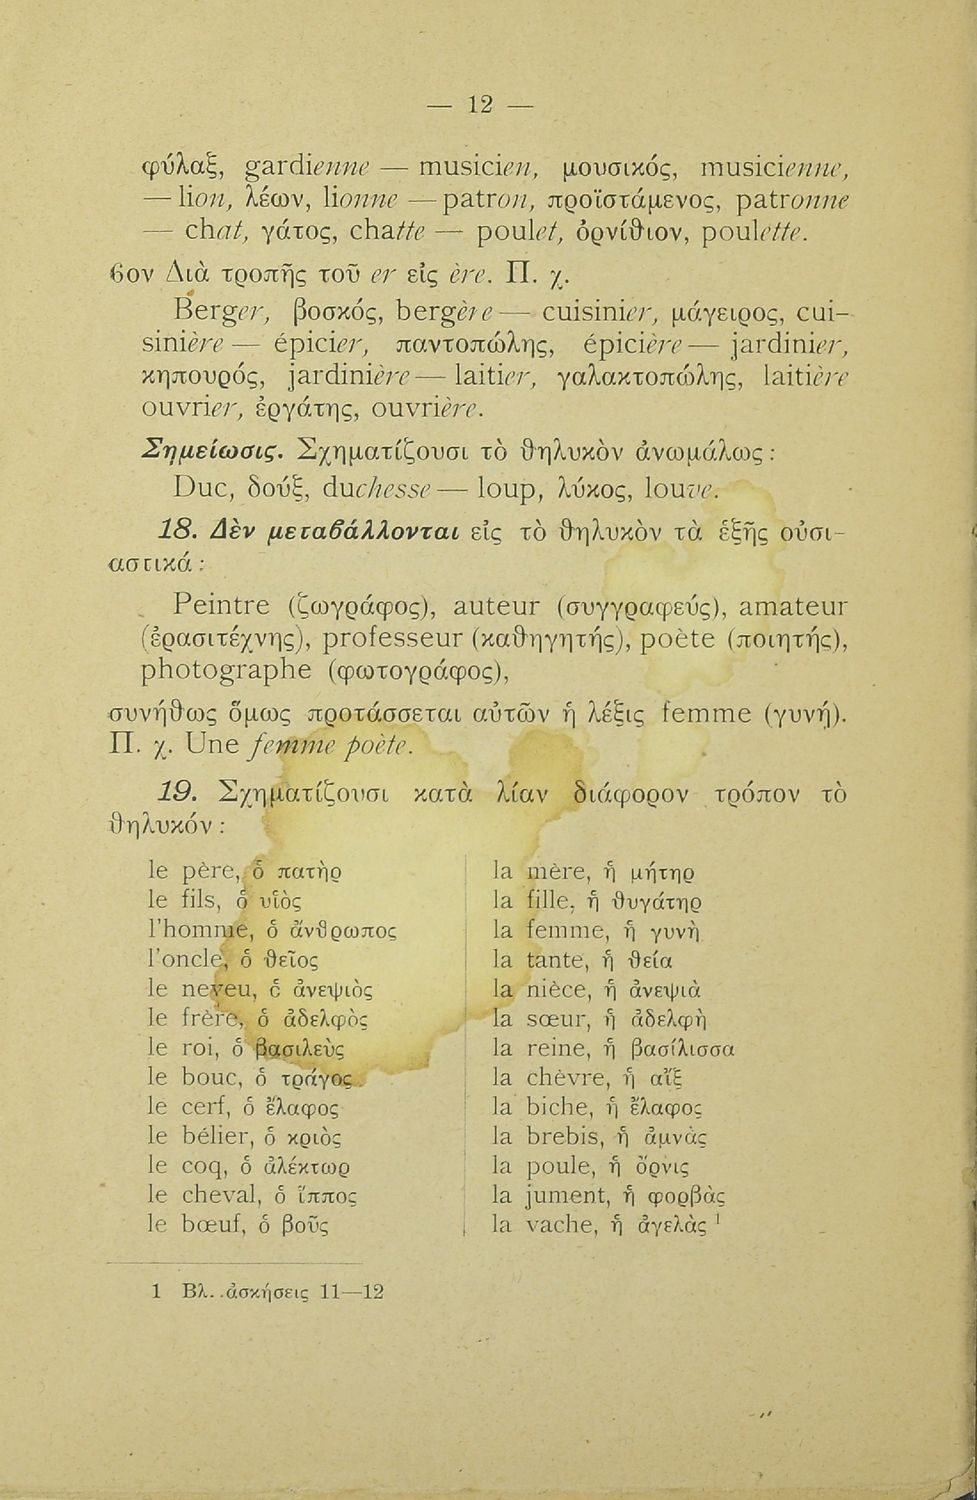 — 12 —
φύλαξ, gardienne — musicien, μουσικός, musicienne,
— lion, λέων, lionne — patron, προϊστάμενος, patronne
— chat, γάτος, chatte — poulet, ὀρνίθιον, poulette.
6ον Διὰ τροπῆς τοῦ er εἰς ère. Π. χ.
Berger, βοσκός, bergère — cuisinier, μάγειρος, cui-
sinière — épicier, παντοπώλης, épicière — jardinier,
κηπουρός, jardinière — laitier, γαλακτοπώλης, laitière
ouvrier, ἐργάτης, ouvrière.
Σημείωσις. Σχηματίζουσι τὸ θηλυκὸν ἀνωμάλως :
Duc, δούξ, duchesse — loup, λύκος, louve.
18. Δὲν μεταβάλλονται εἰς τὸ θηλυκὸν τὰ ἑξῆς οὐσι-
αστικά :
Peintre (ζωγράφος), auteur (συγγραφεύς), amateur
(ἐρασιτέχνης), professeur (καθηγητής), poète (ποιητής),
photographe (φωτογράφος),
συνήθως ὅμως προτάσσεται αὐτῶν ἡ λέξις femme (γυνή).
Π. χ. Une femme poète.
19. Σχηματίζουσι κατὰ λίαν διάφορον τρόπον τὸ
θηλυκόν :
le père, ὁ πατὴρ la mère, ἡ μήτηρ
le fils, ὁ υἱὸς la fille, ἡ θυγάτηρ
l'homme, ὁ ἄνθρωπος la femme, ἡ γυνὴ
l'oncle, ὁ θεῖος la tante, ἡ θεία
le neveu, ὁ ἀνεψιὸς la nièce, ἡ ἀνεψιὰ
le frère, ὁ ἀδελφὸς la sœur, ἡ ἀδελφὴ
le roi, ὁ βασιλεὺς la reine, ἡ βασίλισσα
le bouc, ὁ τράγος la chèvre, ἡ αἴξ
le cerf, ὁ ἔλαφος la biche, ἡ ἔλαφος
le bélier, ὁ κριὸς la brebis, ἡ ἀμνὰς
le coq, ὁ ἀλέκτωρ la poule, ἡ ὄρνις
le cheval, ὁ ἵππος la jument, ἡ φορβὰς
le bœuf, ὁ βοῦς la vache, ἡ ἀγελὰς ¹
1 Βλ. .ἀσκήσεις 11—12